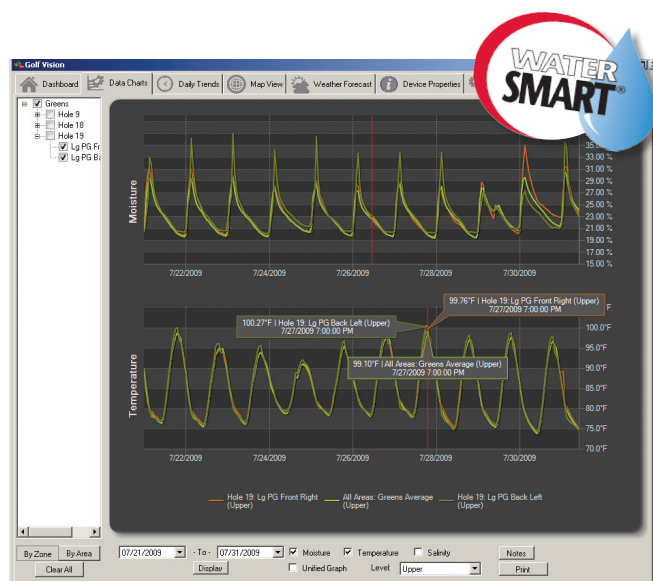 WATER
SMART®
Golf Vision
Dashboard
Data Charts
Daily Trends
Map View
Weather Forecast
Device Properties
Greens
Hole 9
Hole 18
Hole 19
Lg PG Fr
Lg PG Ba
Moisture
35.00 %
33.00 %
31.00 %
29.00 %
27.00 %
25.00 %
23.00 %
21.00 %
19.00 %
17.00 %
15.00 %
7/22/2009
7/24/2009
7/26/2009
7/28/2009
7/30/2009
99.76°F | Hole 19: Lg PG Front Right (Upper)
7/27/2009 7:00:00 PM
100.27°F | Hole 19: Lg PG Back Left (Upper)
7/27/2009 7:00:00 PM
99.10°F | All Areas: Greens Average (Upper)
7/27/2009 7:00:00 PM
Temperature
100.0°F
95.0°F
90.0°F
85.0°F
80.0°F
75.0°F
70.0°F
7/22/2009
7/24/2009
7/26/2009
7/28/2009
7/30/2009
Hole 19: Lg PG Front Right
(Upper)
All Areas: Greens Average
(Upper)
Hole 19: Lg PG Back Left
(Upper)
By Zone
By Area
Clear All
07/21/2009
- To -
07/31/2009
Moisture
Temperature
Salinity
Notes
Display
Unified Graph
Level:
Upper
Print